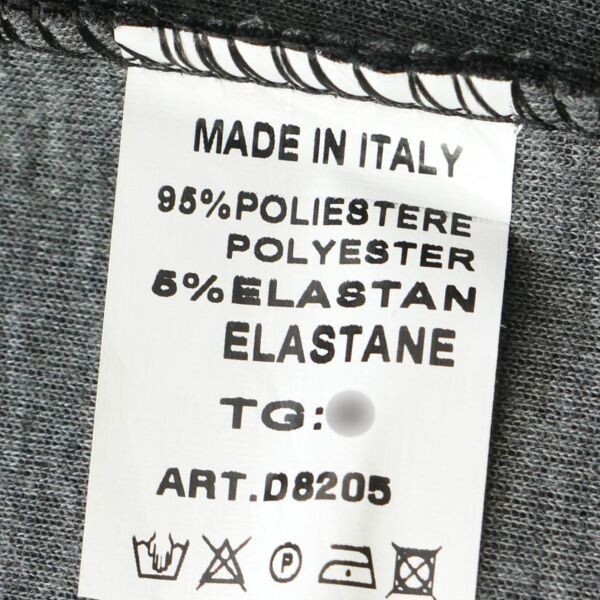 MADE IN ITALY
95%POLIESTERE
POLYESTER
5%ELASTAN
ELASTANE
TG:
ART.D8205
P